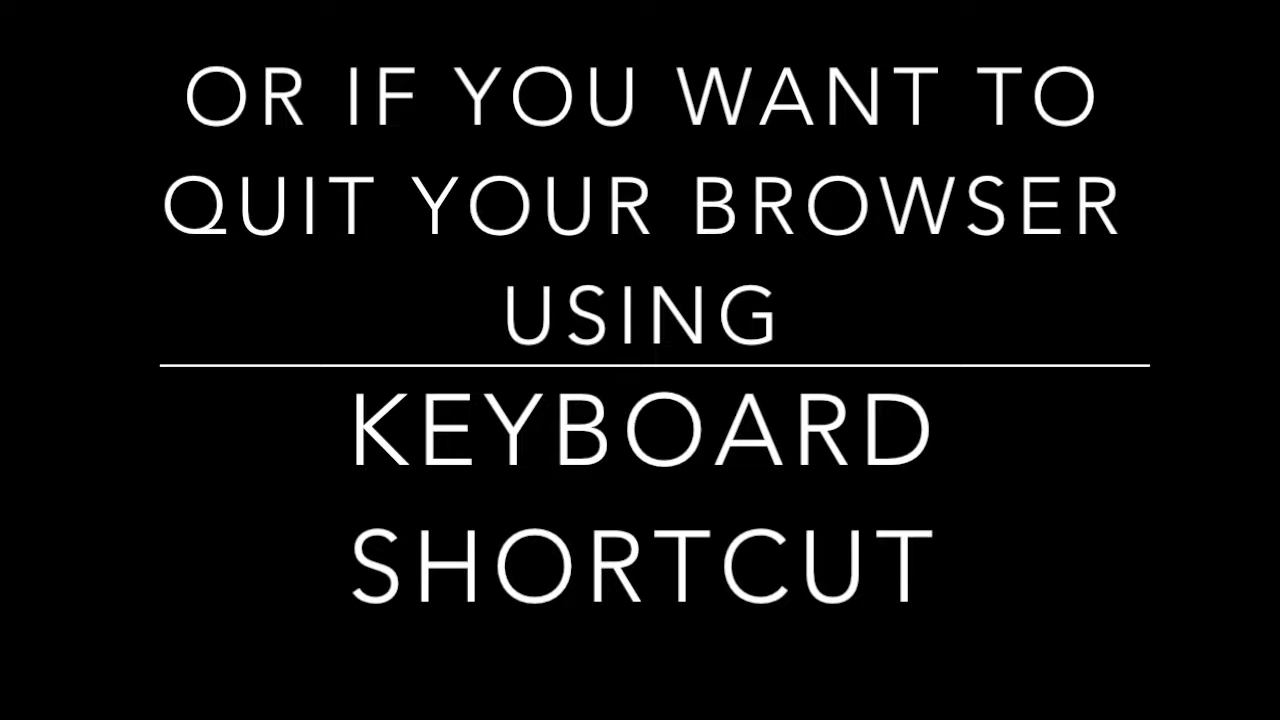 OR IF YOU WANT TO
QUIT YOUR BROWSER
USING
KEYBOARD
SHORTCUT